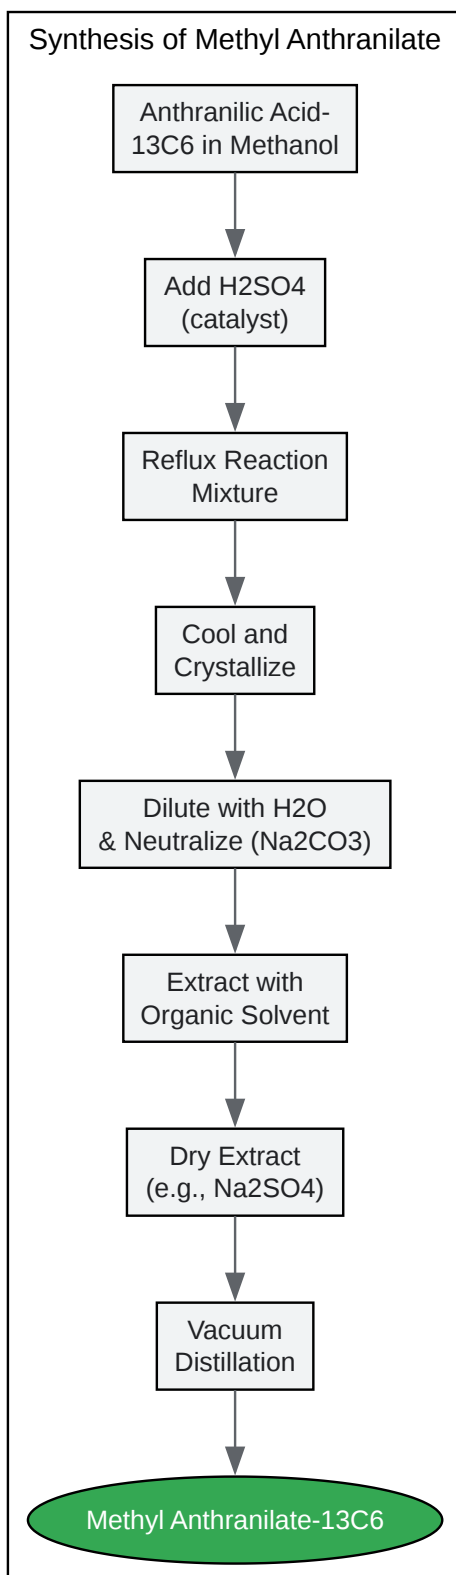 Synthesis of Methyl Anthranilate
Anthranilic Acid-
13C6 in Methanol
Add H2SO4
(catalyst)
Reflux Reaction
Mixture
Cool and
Crystallize
Dilute with H2O
& Neutralize (Na2CO3)
Extract with
Organic Solvent
Dry Extract
(e.g., Na2SO4)
Vacuum
Distillation
Methyl Anthranilate-13C6